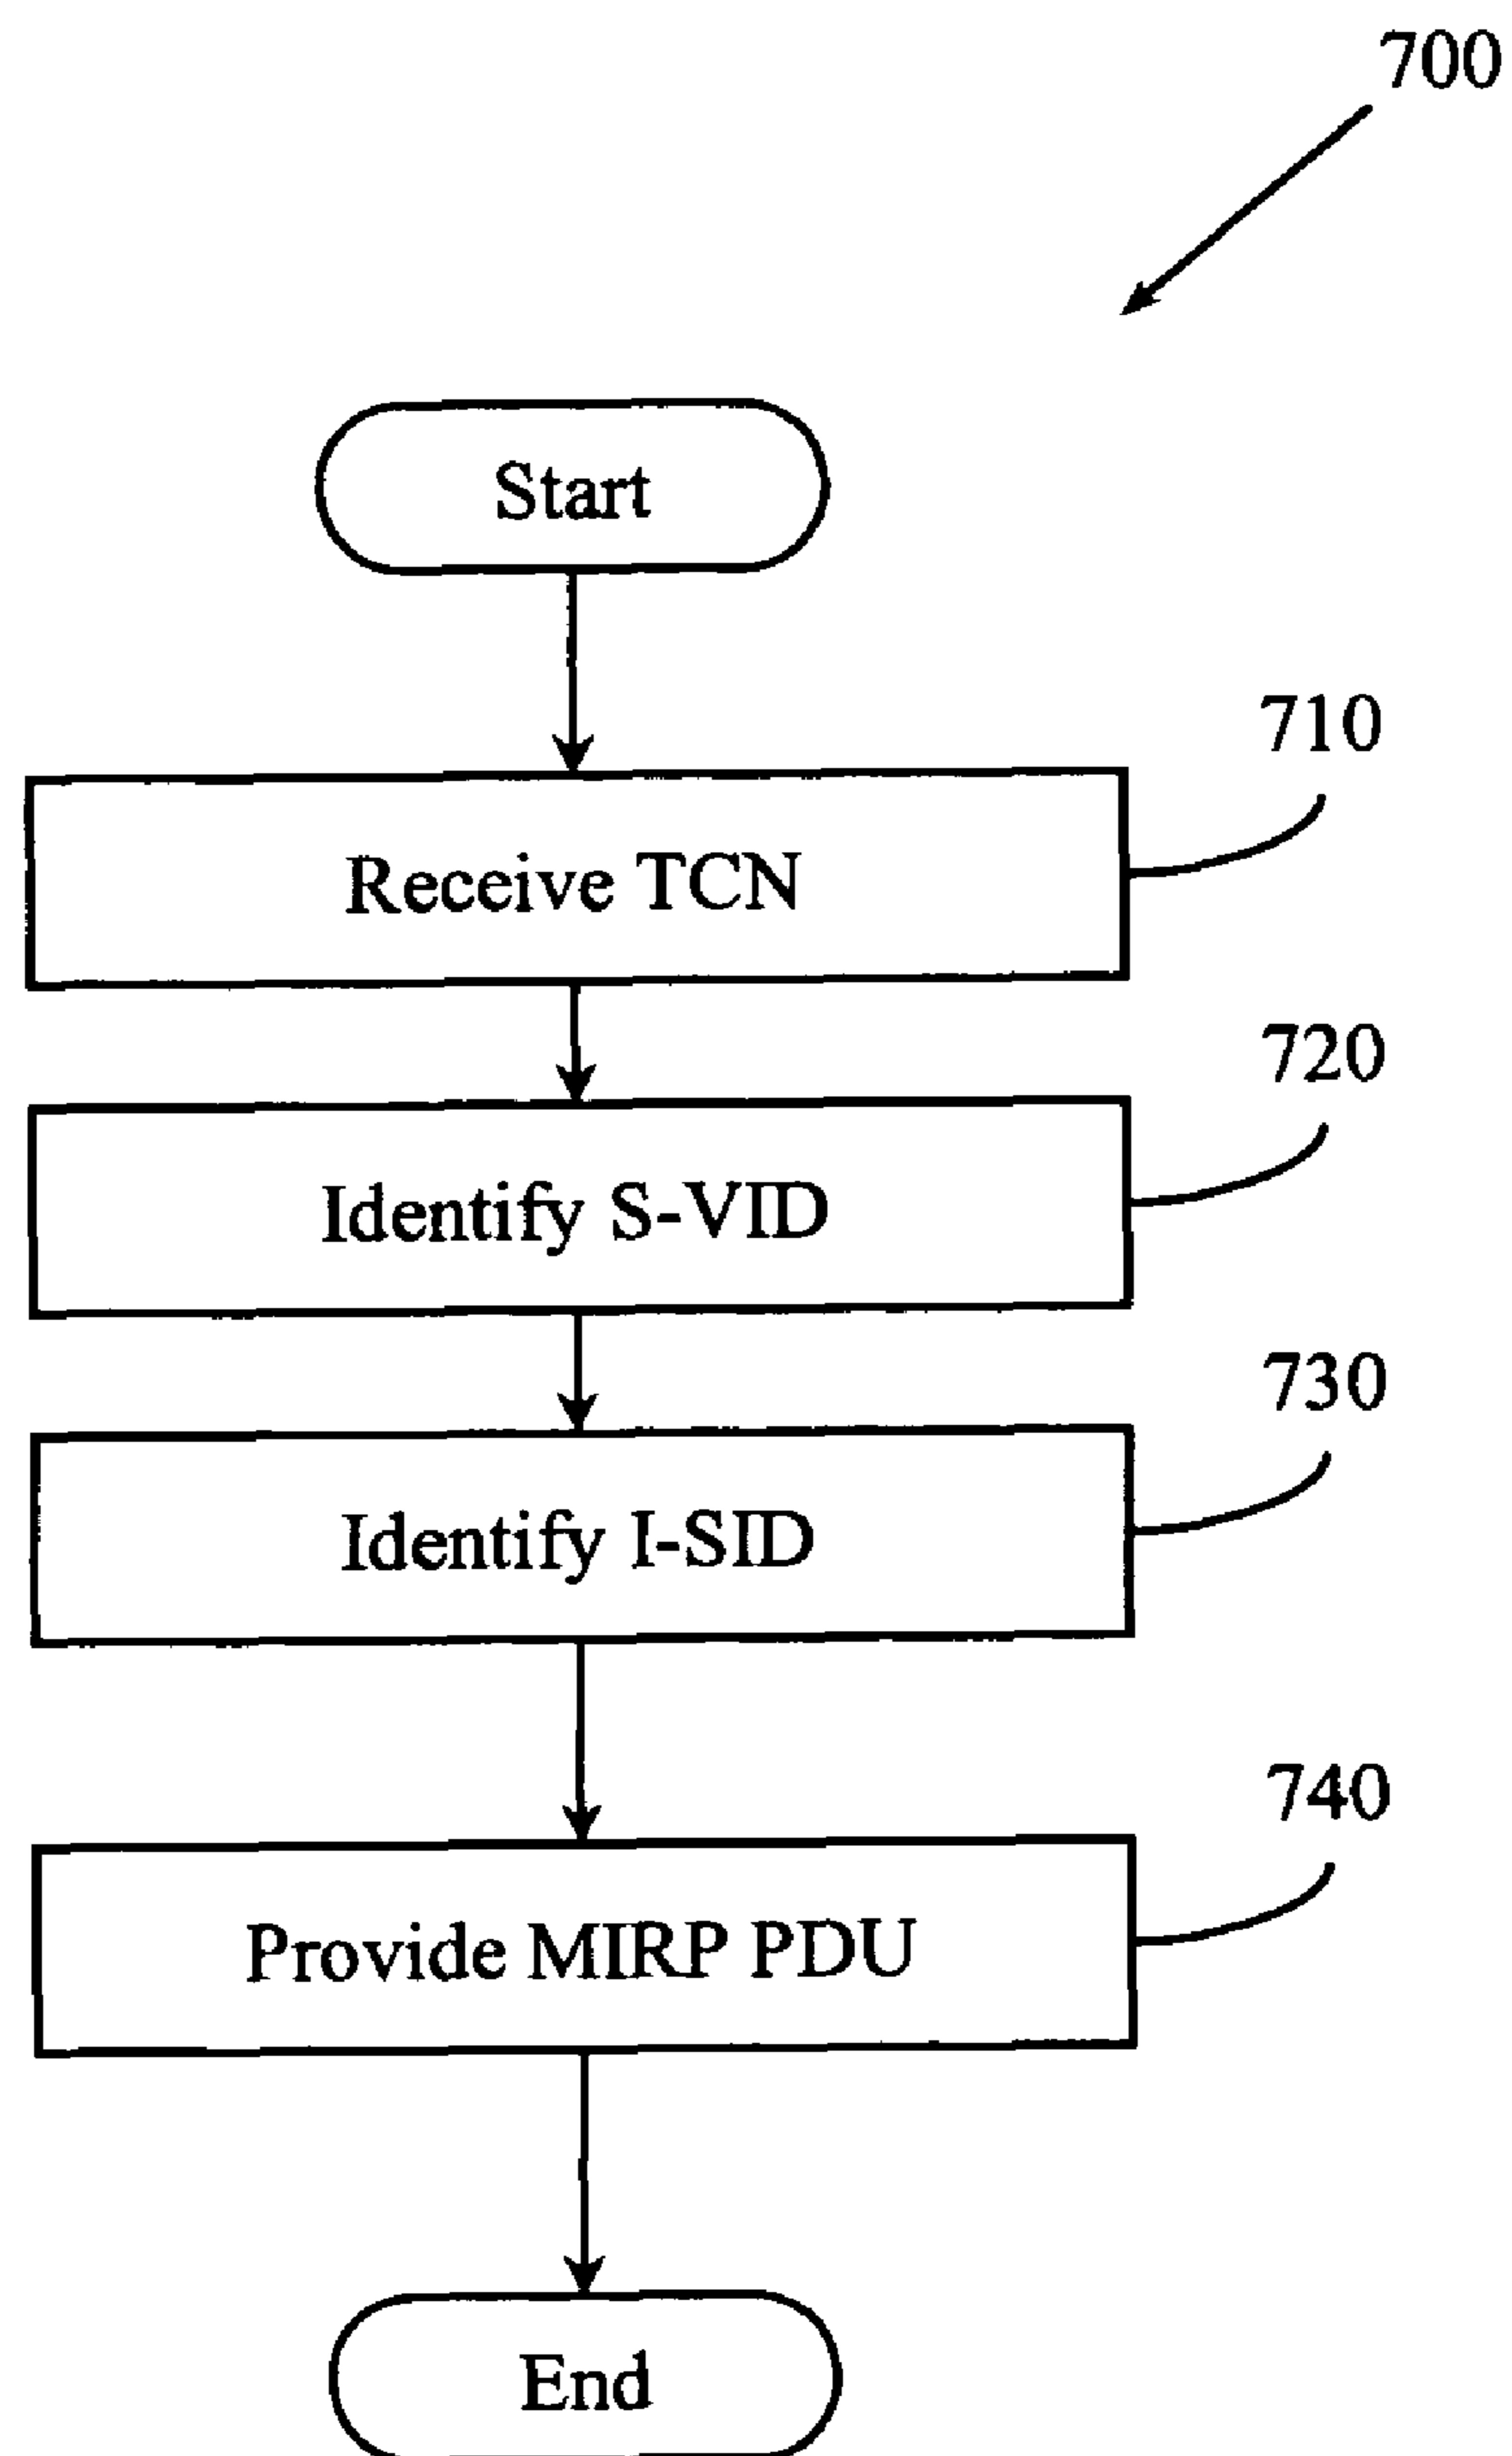 700
Start
710
Receive TCN
720
Identify S-VID
730
Identify I-SID
740
Provide MIRP PDU
End